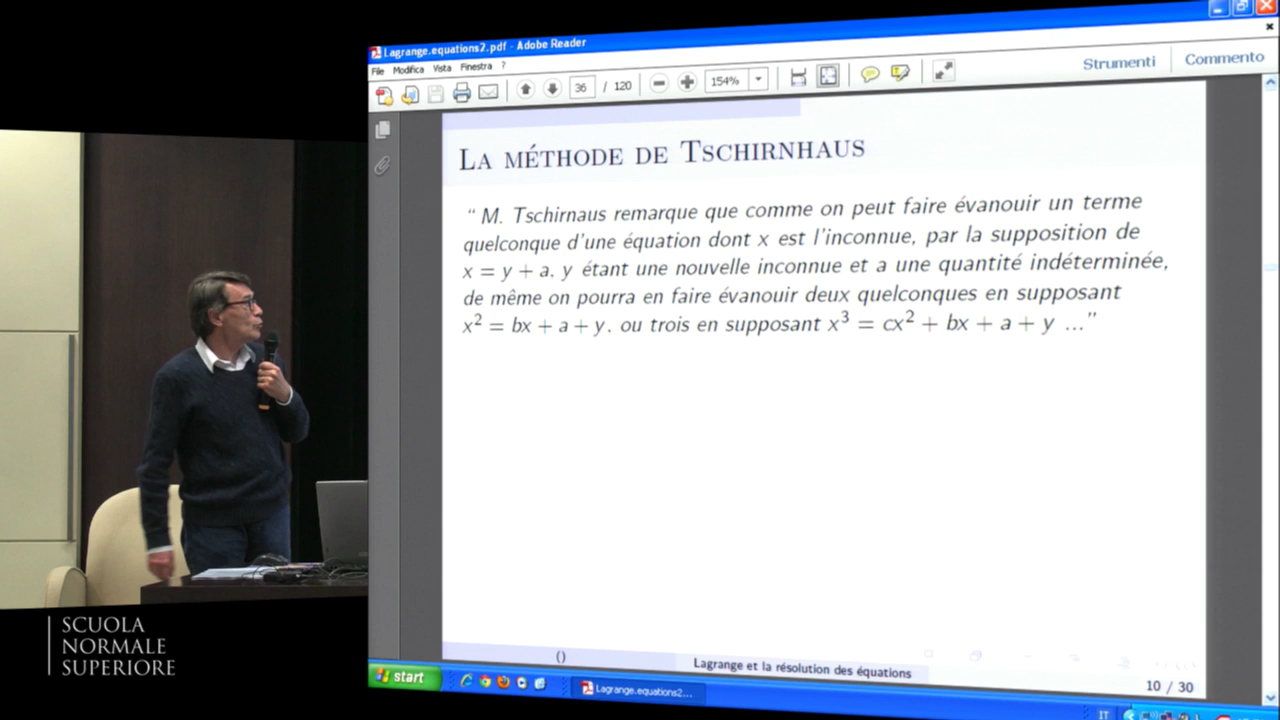 Lagrange.equations2.pdf - Adobe Reader
File Modifica Vista Finestra ?
36 / 120 154% Strumenti Commento
LA MÉTHODE DE TSCHIRNHAUS
“ M. Tschirnaus remarque que comme on peut faire évanouir un terme
quelconque d'une équation dont x est l'inconnue, par la supposition de
x = y + a. y étant une nouvelle inconnue et a une quantité indéterminée,
de même on pourra en faire évanouir deux quelconques en supposant
x² = bx + a + y. ou trois en supposant x³ = cx² + bx + a + y ...”
()
Lagrange et la résolution des équations
10 / 30
start
Lagrange.equations2...
IT
SCUOLA
NORMALE
SUPERIORE